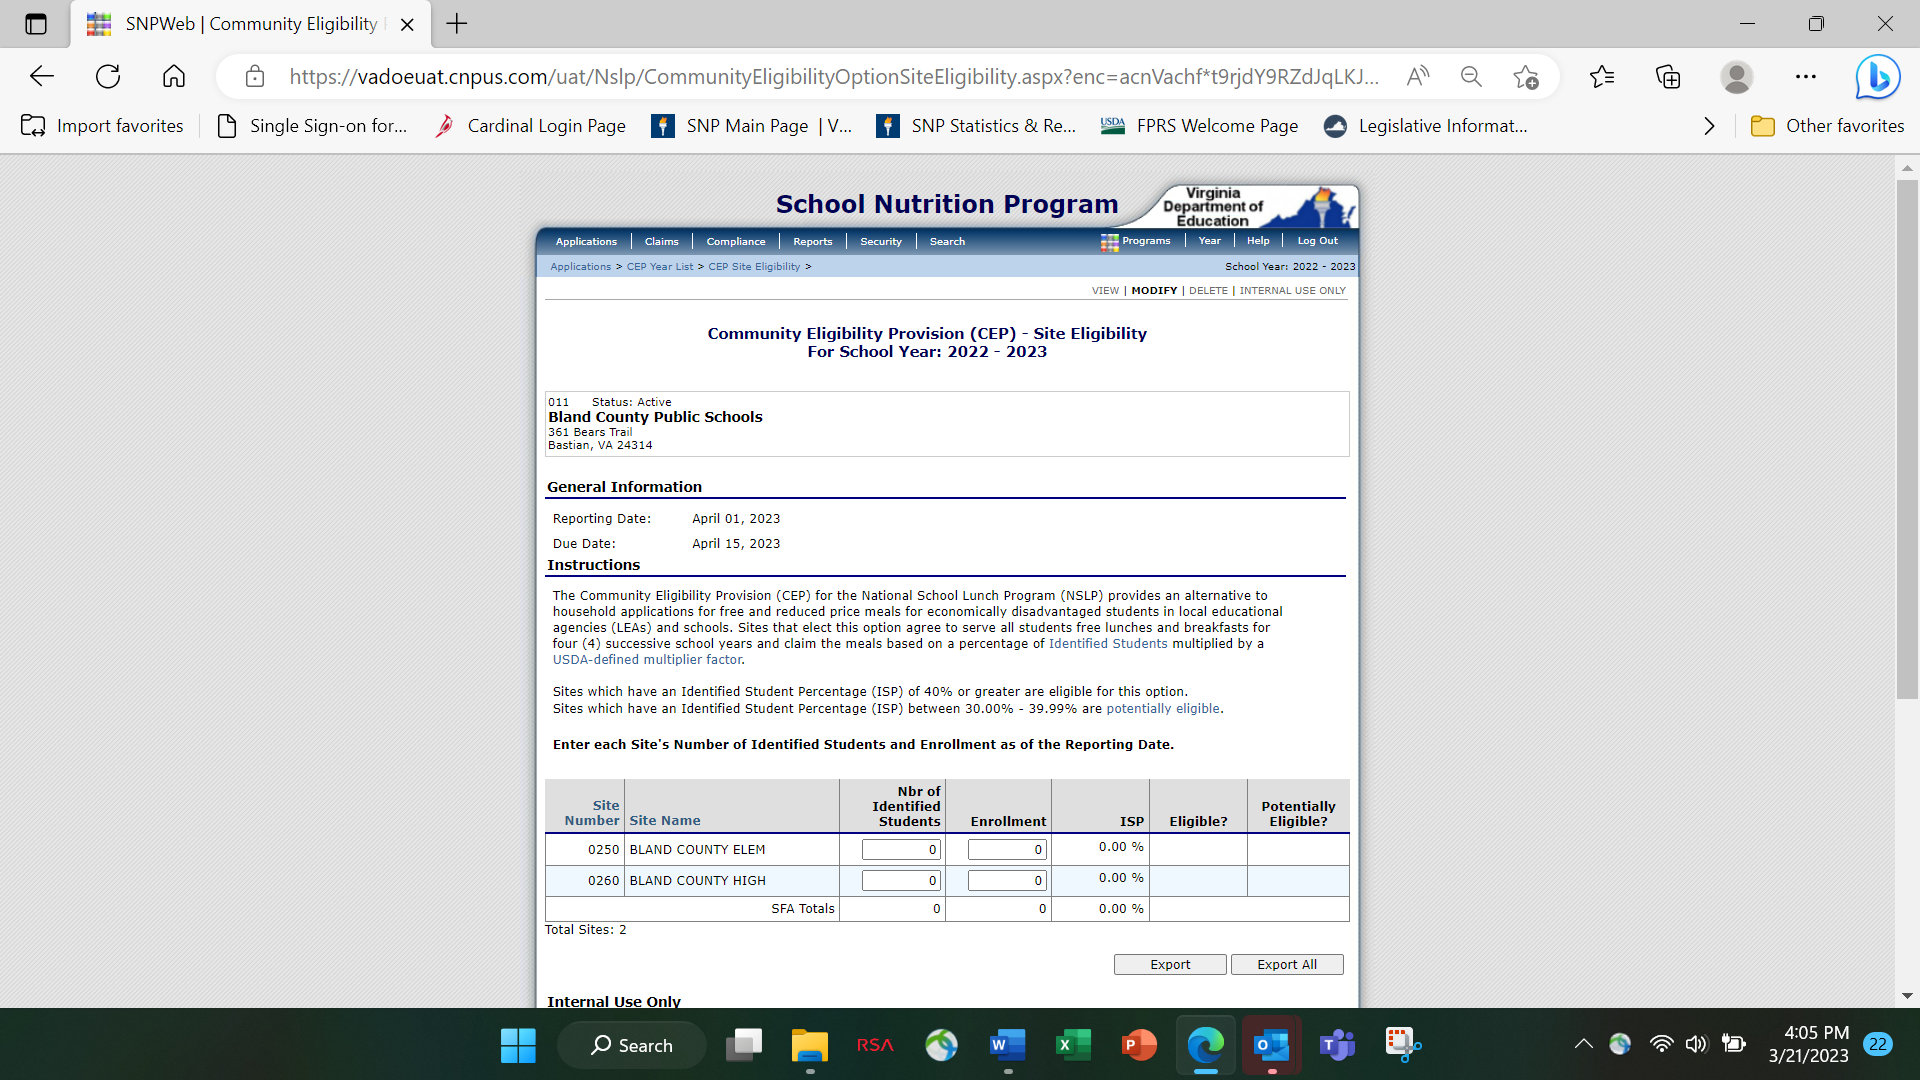 SNPWeb | Community Eligibility
https://vadoeuat.cnpus.com/uat/Nslp/CommunityEligibilityOptionSiteEligibility.aspx?enc=acnVachf*t9rjdY9RZdJqLKJ...
Import favorites
Single Sign-on for...
Cardinal Login Page
SNP Main Page | V...
SNP Statistics & Re...
USDA
FPRS Welcome Page
Legislative Informat...
Other favorites
School Nutrition Program
Virginia
Department of
Education
Applications | Claims | Compliance | Reports | Security | Search
Programs | Year | Help | Log Out
Applications > CEP Year List > CEP Site Eligibility >
School Year: 2022 - 2023
VIEW | MODIFY | DELETE | INTERNAL USE ONLY
Community Eligibility Provision (CEP) - Site Eligibility
For School Year: 2022 - 2023
011 Status: Active
Bland County Public Schools
361 Bears Trail
Bastian, VA 24314
General Information
Reporting Date: April 01, 2023
Due Date: April 15, 2023
Instructions
The Community Eligibility Provision (CEP) for the National School Lunch Program (NSLP) provides an alternative to
household applications for free and reduced price meals for economically disadvantaged students in local educational
agencies (LEAs) and schools. Sites that elect this option agree to serve all students free lunches and breakfasts for
four (4) successive school years and claim the meals based on a percentage of Identified Students multiplied by a
USDA-defined multiplier factor.
Sites which have an Identified Student Percentage (ISP) of 40% or greater are eligible for this option.
Sites which have an Identified Student Percentage (ISP) between 30.00% - 39.99% are potentially eligible.
Enter each Site's Number of Identified Students and Enrollment as of the Reporting Date.
Site Number
Site Name
Nbr of Identified Students
Enrollment
ISP
Eligible?
Potentially Eligible?
0250 BLAND COUNTY ELEM 0 0 0.00 %
0260 BLAND COUNTY HIGH 0 0 0.00 %
SFA Totals 0 0 0.00 %
Total Sites: 2
Export
Export All
Internal Use Only
Search
RSA
4:05 PM
3/21/2023
22